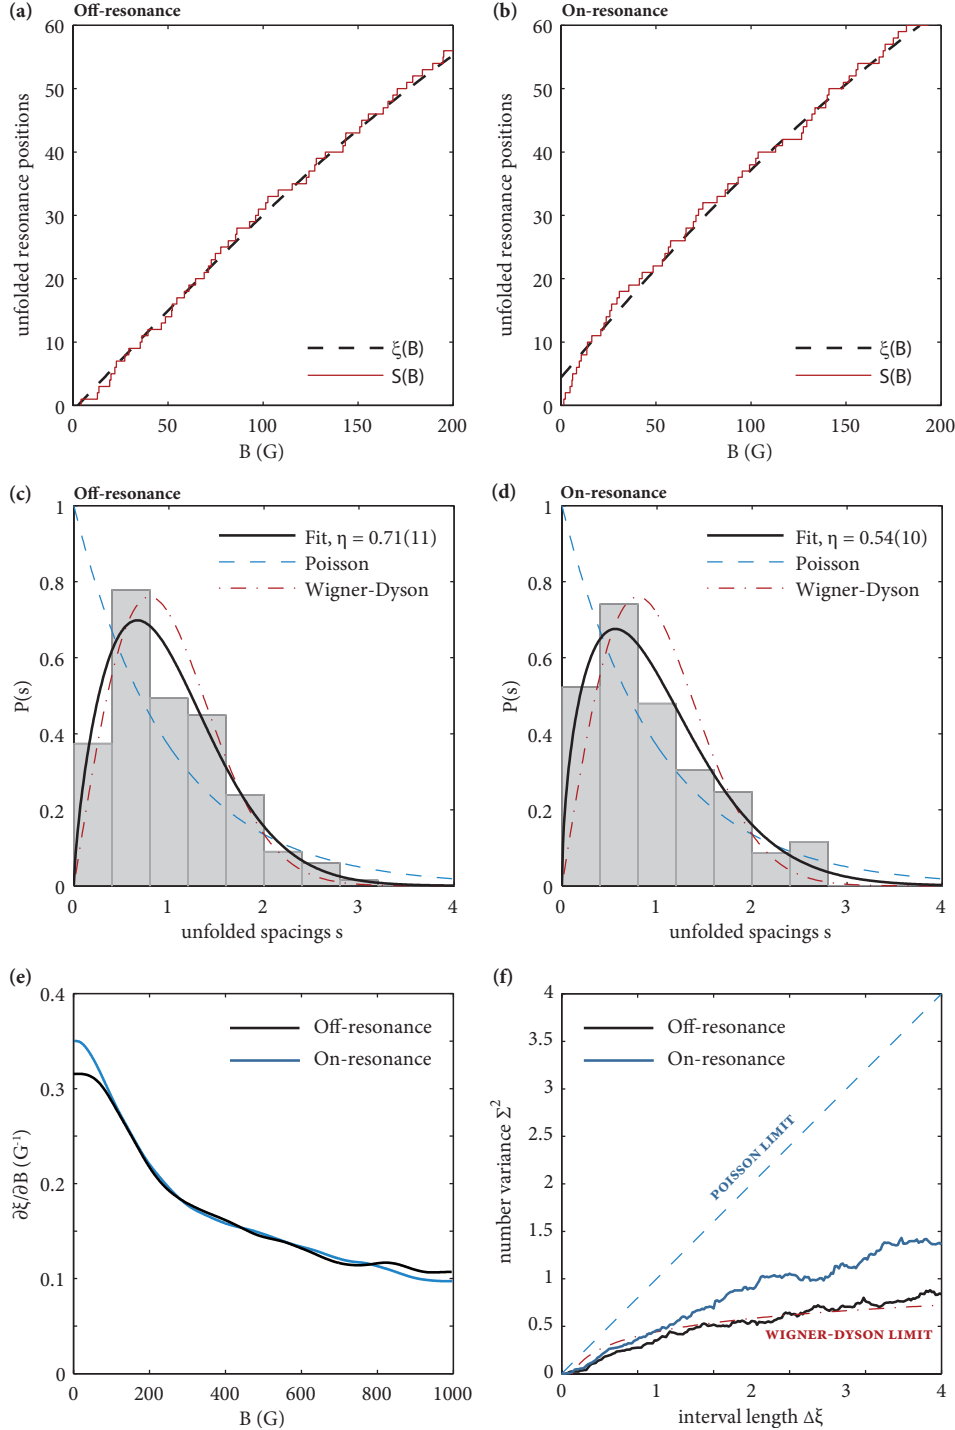 (a) Off-resonance
60
50
40
30
20
10
0
unfolded resonance positions
ξ(B)
S(B)
0 50 100 150 200
B (G)
(b) On-resonance
60
50
40
30
20
10
0
unfolded resonance positions
ξ(B)
S(B)
0 50 100 150 200
B (G)
(c) Off-resonance
1
0.8
0.6
0.4
0.2
0
P(s)
Fit, η = 0.71(11)
Poisson
Wigner-Dyson
0 1 2 3 4
unfolded spacings s
(d) On-resonance
1
0.8
0.6
0.4
0.2
0
P(s)
Fit, η = 0.54(10)
Poisson
Wigner-Dyson
0 1 2 3 4
unfolded spacings s
(e)
0.4
0.3
0.2
0.1
0
∂ξ/∂B (G⁻¹)
Off-resonance
On-resonance
0 200 400 600 800 1000
B (G)
(f)
4
3.5
3
2.5
2
1.5
1
0.5
0
number variance Σ²
Off-resonance
On-resonance
POISSON LIMIT
WIGNER-DYSON LIMIT
0 1 2 3 4
interval length Δξ